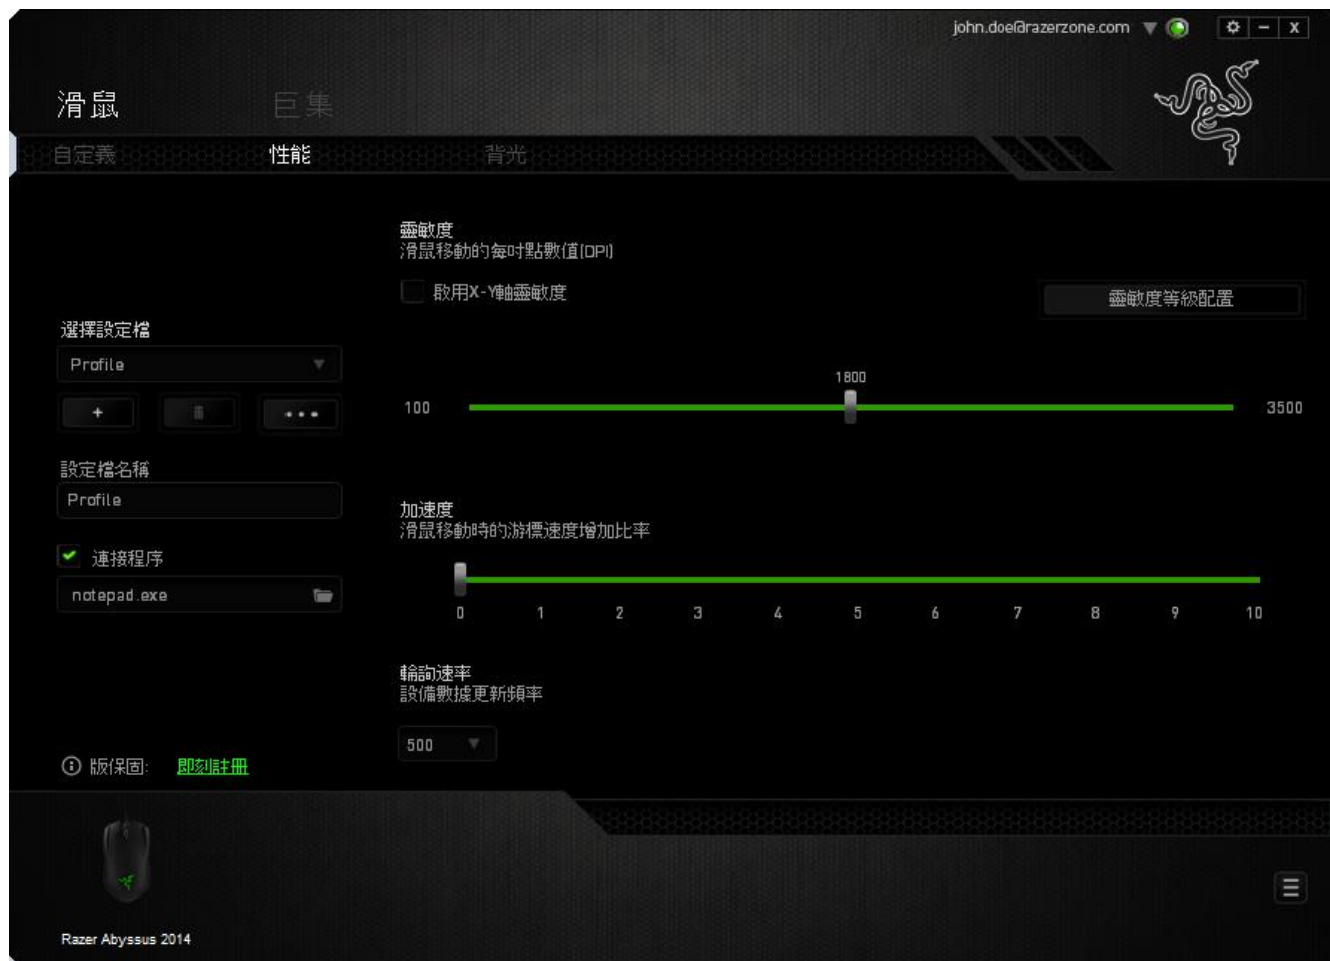 john.doe@razerzone.com
滑鼠
巨集
自定義
性能
背光
靈敏度
滑鼠移動的每吋點數值(DPI)
啟用X-Y軸靈敏度
靈敏度等級配置
選擇設定檔
Profile
1800
100
3500
設定檔名稱
Profile
加速度
滑鼠移動時的游標速度增加比率
連接程序
notepad.exe
0 1 2 3 4 5 6 7 8 9 10
輪詢速率
設備數據更新頻率
500
版保固: 即刻註冊
Razer Abyssus 2014